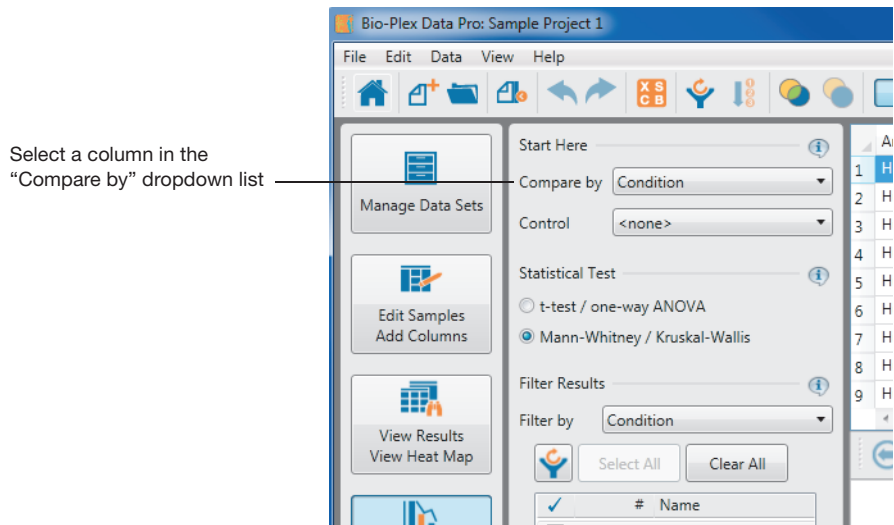 Bio-Plex Data Pro: Sample Project 1
File Edit Data View Help
X S
C B
Select a column in the
“Compare by” dropdown list
Manage Data Sets
Edit Samples
Add Columns
View Results
View Heat Map
Start Here
Compare by Condition
Control <none>
Statistical Test
t-test / one-way ANOVA
Mann-Whitney / Kruskal-Wallis
Filter Results
Filter by Condition
Select All Clear All
# Name
1 H
2 H
3 H
4 H
5 H
6 H
7 H
8 H
9 H